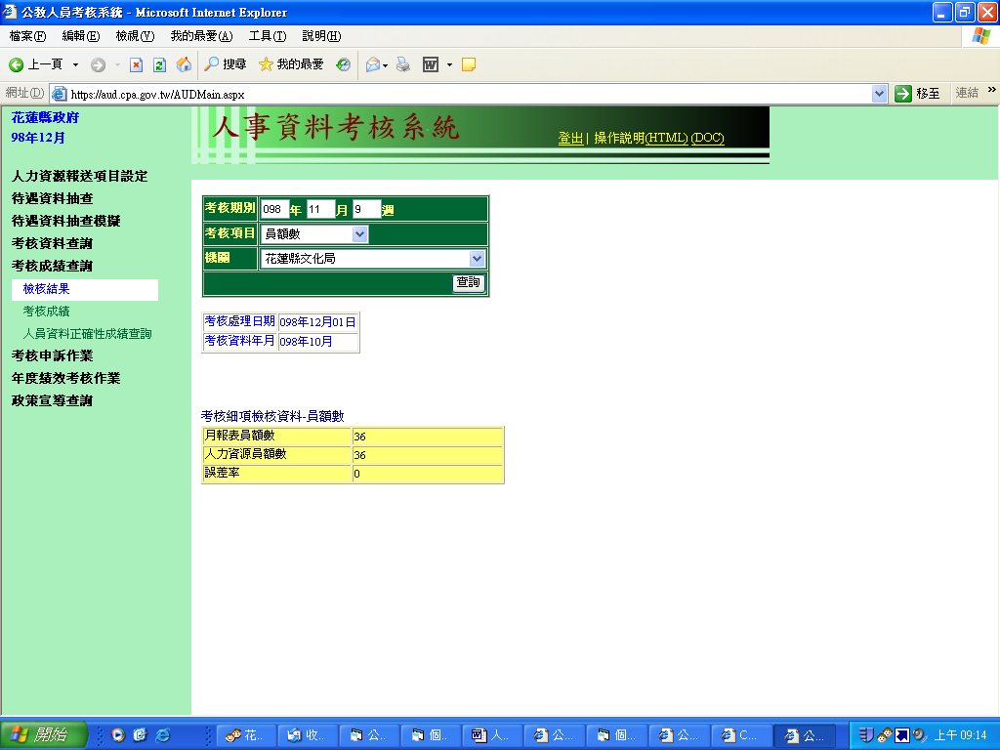 公教人員考核系統 - Microsoft Internet Explorer
檔案(F) 編輯(E) 檢視(V) 我的最愛(A) 工具(T) 說明(H)
上一頁 搜尋 我的最愛
網址(D) https://aud.cpa.gov.tw/AUDMain.aspx 移至 連結 »
花蓮縣政府
98年12月
人力資源報送項目設定
待遇資料抽查
待遇資料抽查模擬
考核資料查詢
考核成績查詢
檢核結果
考核成績
人員資料正確性成績查詢
考核申訴作業
年度績效考核作業
政策宣導查詢
人事資料考核系統
登出 | 操作說明(HTML) (DOC)
考核期別 098 年 11 月 9 週
考核項目 員額數
機關 花蓮縣文化局
查詢
考核處理日期 098年12月01日
考核資料年月 098年10月
考核細項檢核資料-員額數
月報表員額數 36
人力資源員額數 36
誤差率 0
開始 花... 收... 公... 個... 人... 公... 個... 公... C... 公... 上午 09:14